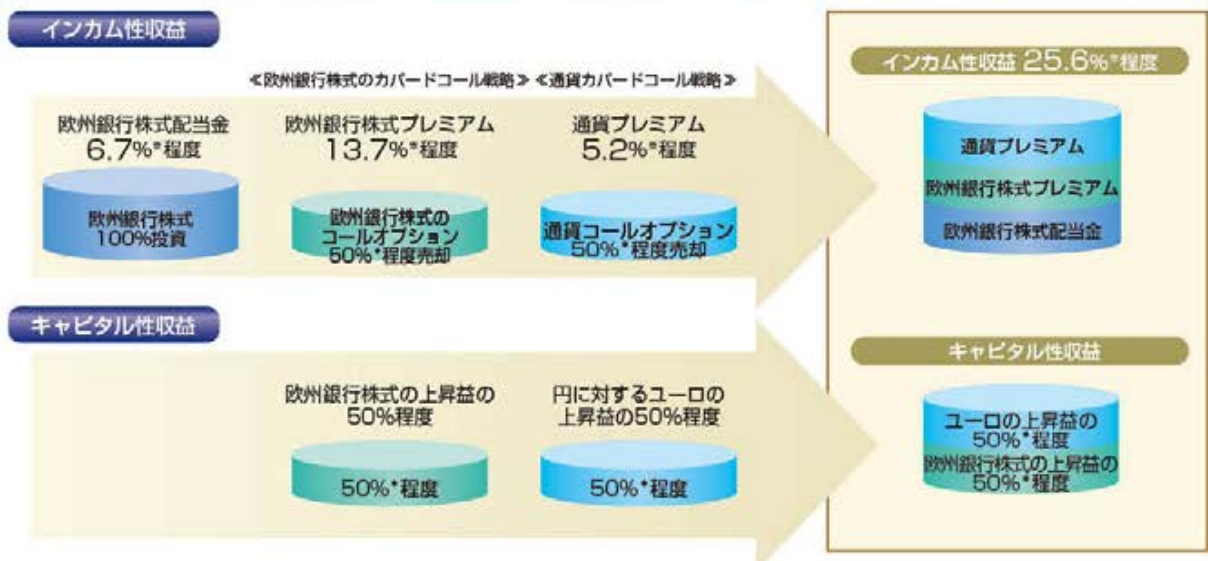 インカム性収益
≪欧州銀行株式のカバードコール戦略≫
≪通貨カバードコール戦略≫
欧州銀行株式配当金
6.7%*程度
欧州銀行株式プレミアム
13.7%*程度
通貨プレミアム
5.2%*程度
欧州銀行株式
100%投資
欧州銀行株式の
コールオプション
50%*程度売却
通貨コールオプション
50%*程度売却
インカム性収益 25.6%*程度
通貨プレミアム
欧州銀行株式プレミアム
欧州銀行株式配当金
キャピタル性収益
欧州銀行株式の上昇益の
50%程度
円に対するユーロの
上昇益の50%程度
50%*程度
50%*程度
キャピタル性収益
ユーロの上昇益の
50%*程度
欧州銀行株式の上昇益の
50%*程度